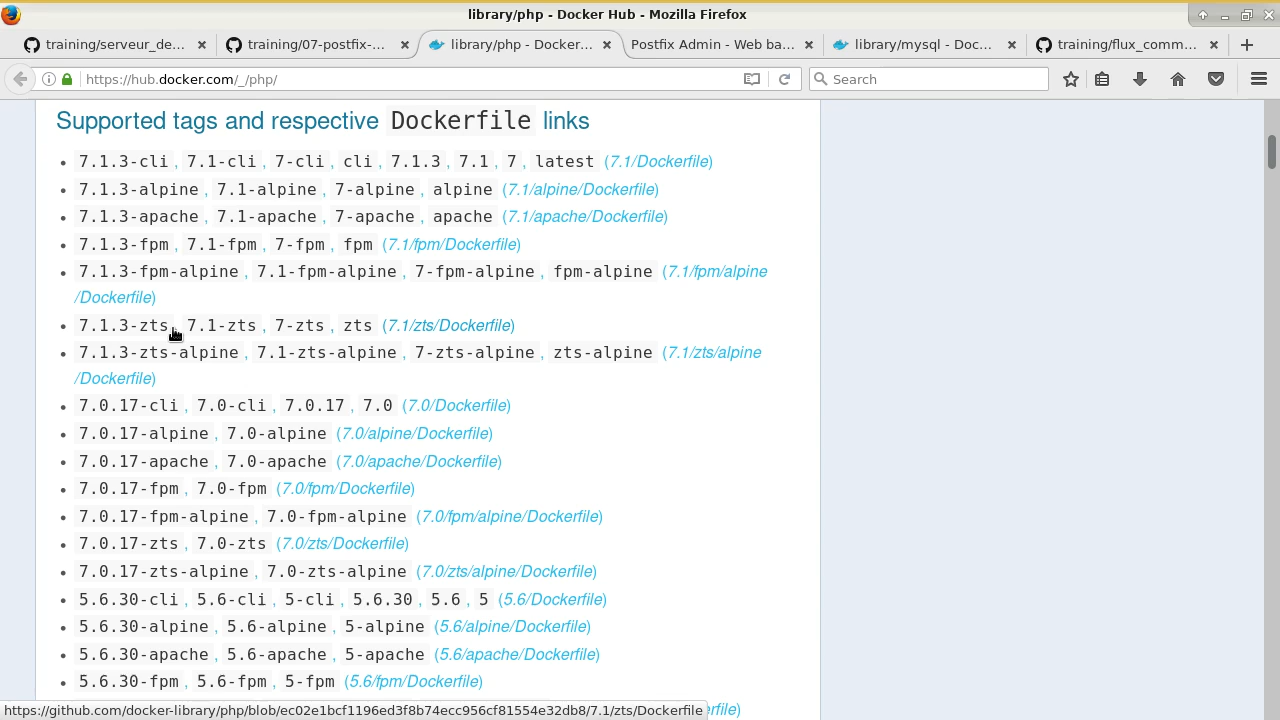 library/php - Docker Hub - Mozilla Firefox
training/serveur_de... training/07-postfix-... library/php - Docker... Postfix Admin - Web ba... library/mysql - Doc... training/flux_comm...
https://hub.docker.com/_/php/ Search
Supported tags and respective Dockerfile links
7.1.3-cli, 7.1-cli, 7-cli, cli, 7.1.3, 7.1, 7, latest (7.1/Dockerfile)
7.1.3-alpine, 7.1-alpine, 7-alpine, alpine (7.1/alpine/Dockerfile)
7.1.3-apache, 7.1-apache, 7-apache, apache (7.1/apache/Dockerfile)
7.1.3-fpm, 7.1-fpm, 7-fpm, fpm (7.1/fpm/Dockerfile)
7.1.3-fpm-alpine, 7.1-fpm-alpine, 7-fpm-alpine, fpm-alpine (7.1/fpm/alpine
/Dockerfile)
7.1.3-zts, 7.1-zts, 7-zts, zts (7.1/zts/Dockerfile)
7.1.3-zts-alpine, 7.1-zts-alpine, 7-zts-alpine, zts-alpine (7.1/zts/alpine
/Dockerfile)
7.0.17-cli, 7.0-cli, 7.0.17, 7.0 (7.0/Dockerfile)
7.0.17-alpine, 7.0-alpine (7.0/alpine/Dockerfile)
7.0.17-apache, 7.0-apache (7.0/apache/Dockerfile)
7.0.17-fpm, 7.0-fpm (7.0/fpm/Dockerfile)
7.0.17-fpm-alpine, 7.0-fpm-alpine (7.0/fpm/alpine/Dockerfile)
7.0.17-zts, 7.0-zts (7.0/zts/Dockerfile)
7.0.17-zts-alpine, 7.0-zts-alpine (7.0/zts/alpine/Dockerfile)
5.6.30-cli, 5.6-cli, 5-cli, 5.6.30, 5.6, 5 (5.6/Dockerfile)
5.6.30-alpine, 5.6-alpine, 5-alpine (5.6/alpine/Dockerfile)
5.6.30-apache, 5.6-apache, 5-apache (5.6/apache/Dockerfile)
5.6.30-fpm, 5.6-fpm, 5-fpm (5.6/fpm/Dockerfile)
https://github.com/docker-library/php/blob/ec02e1bcf1196ed3f8b74ecc956cf81554e32db8/7.1/zts/Dockerfile